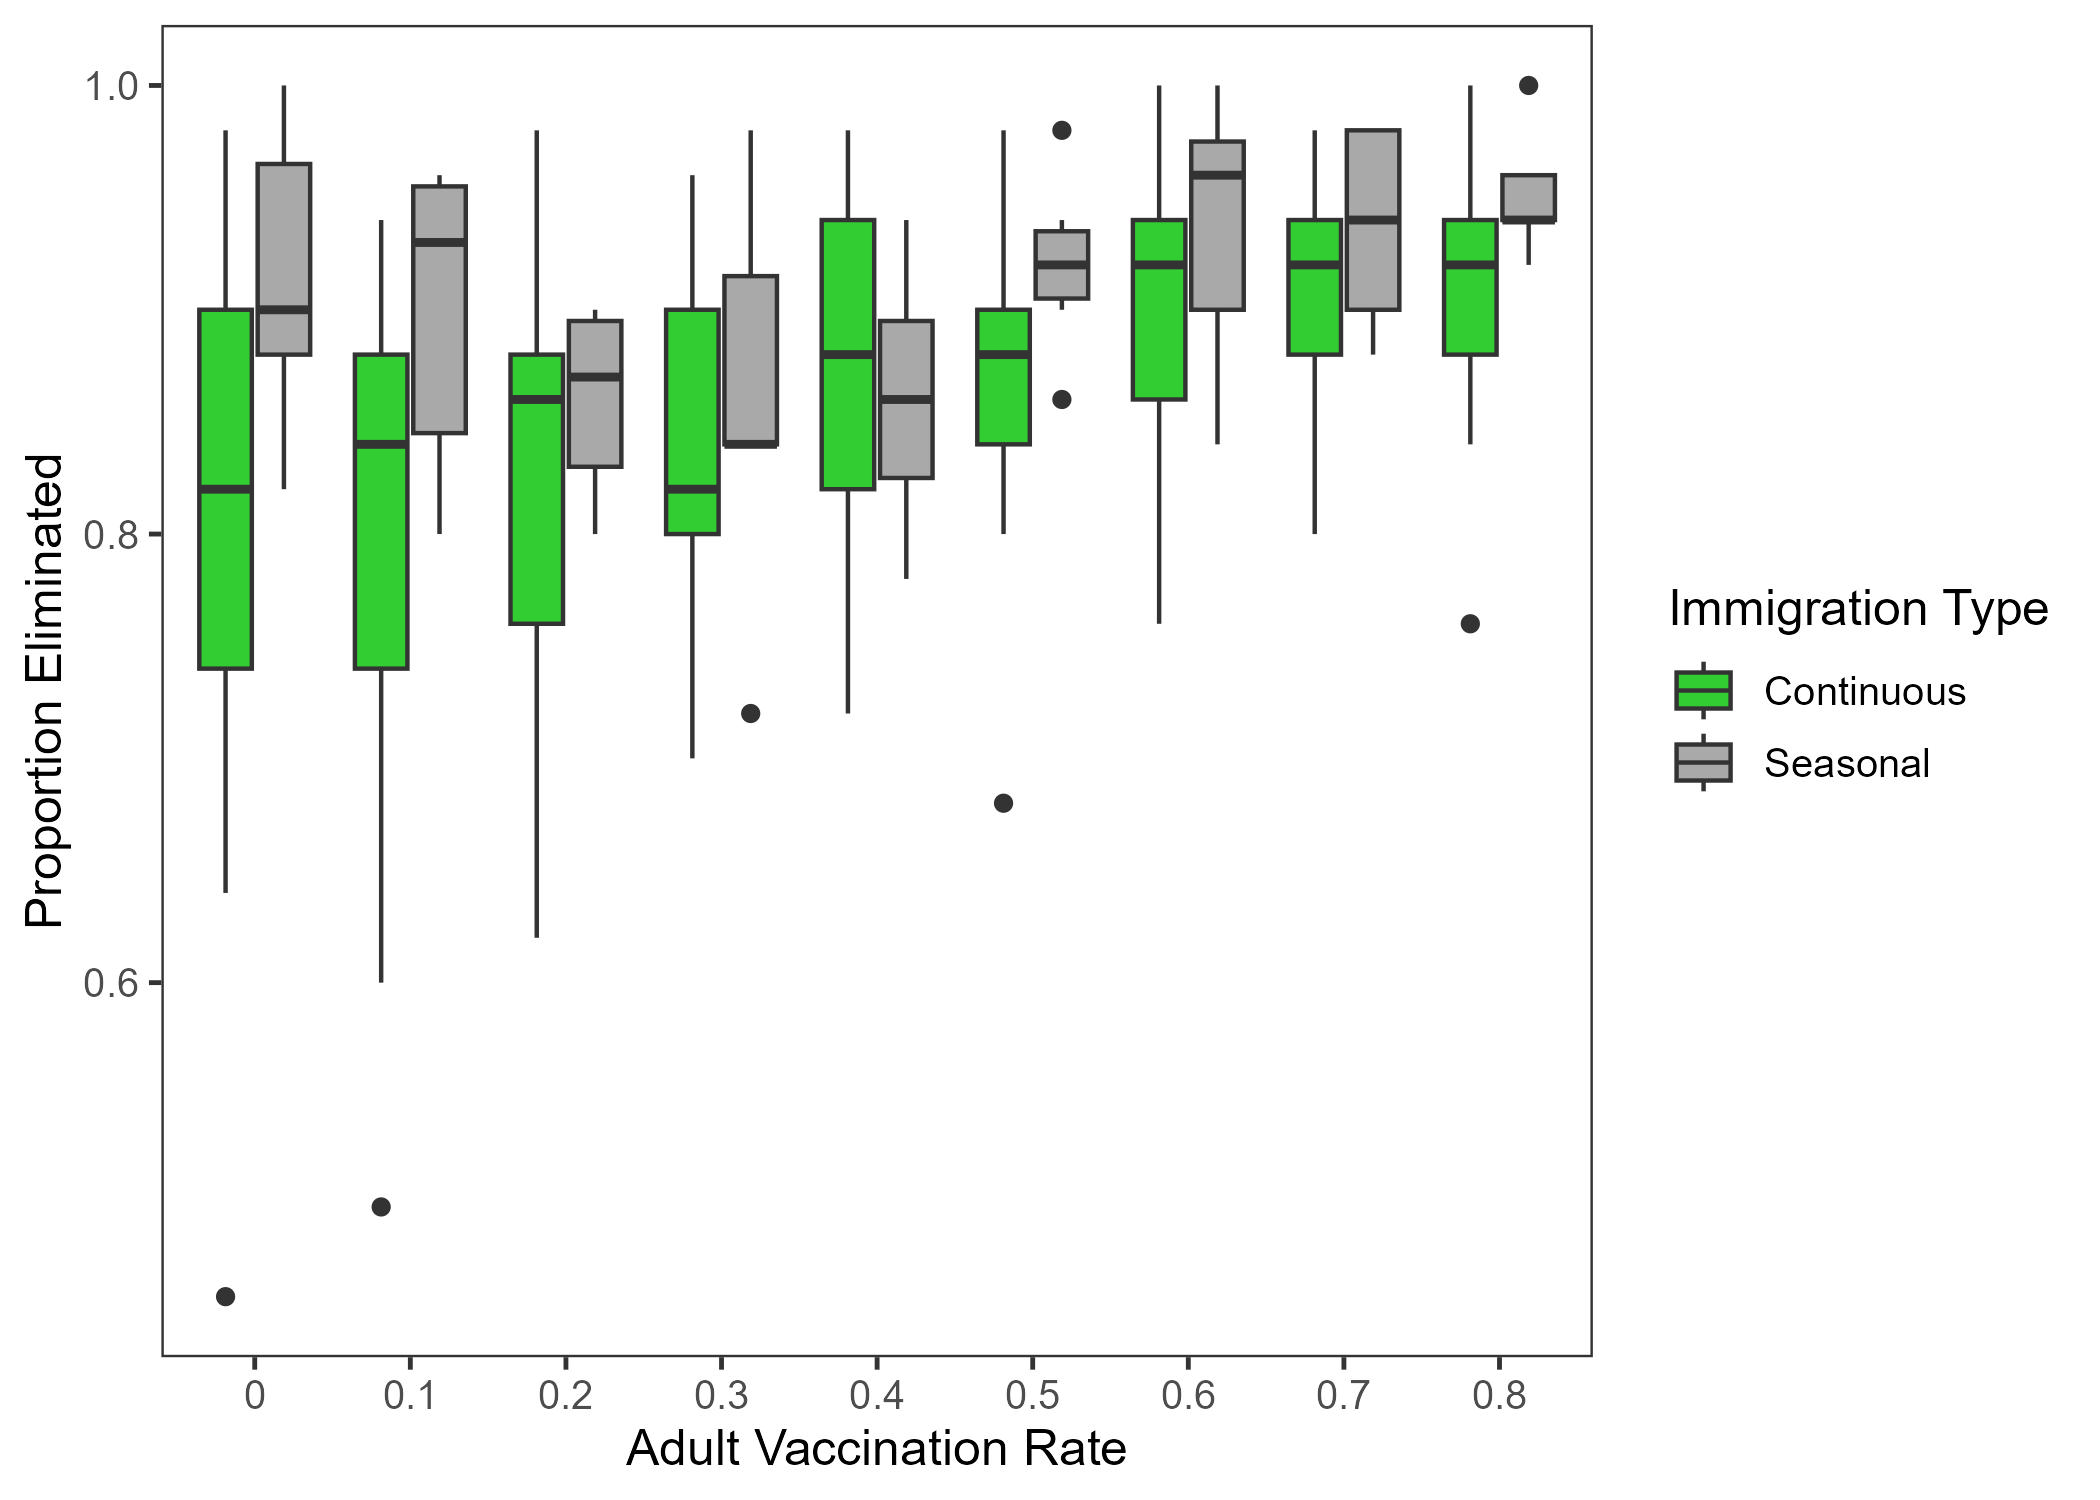 1.0
0.8
0.6
Proportion Eliminated
0 0.1 0.2 0.3 0.4 0.5 0.6 0.7 0.8
Adult Vaccination Rate
Immigration Type
Continuous
Seasonal